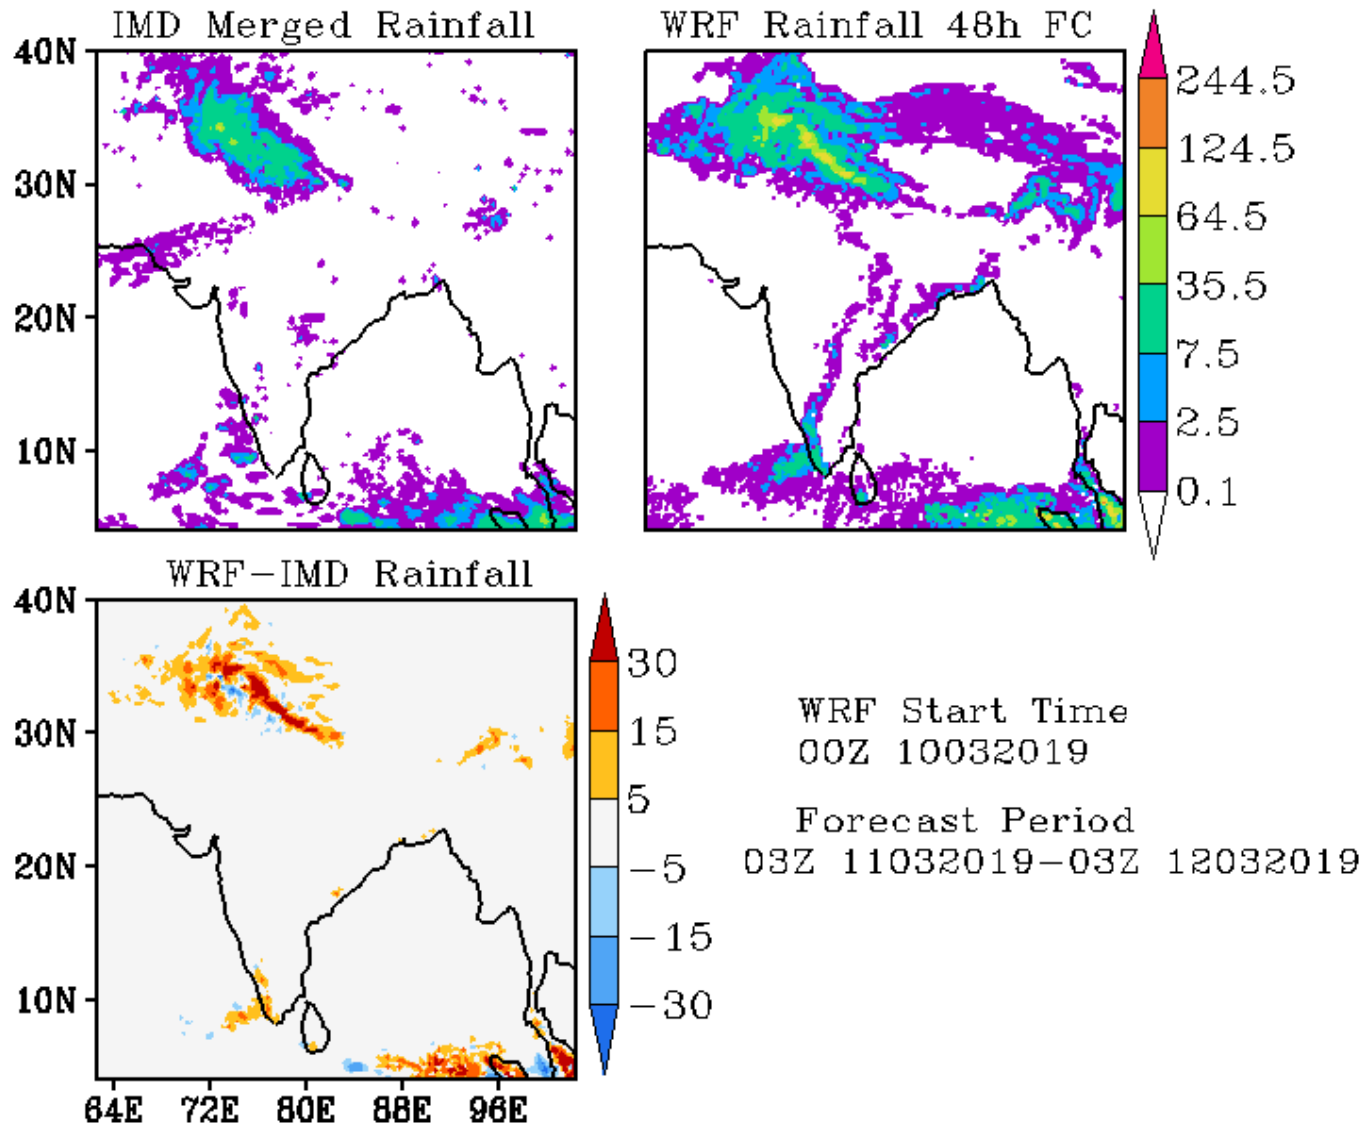 IMD Merged Rainfall
WRF Rainfall 48h FC
40N
30N
20N
10N
244.5
124.5
64.5
35.5
7.5
2.5
0.1
WRF-IMD Rainfall
40N
30N
20N
10N
64E 72E 80E 88E 96E
30
15
5
-5
-15
-30
WRF Start Time
00Z 10032019
Forecast Period
03Z 11032019-03Z 12032019